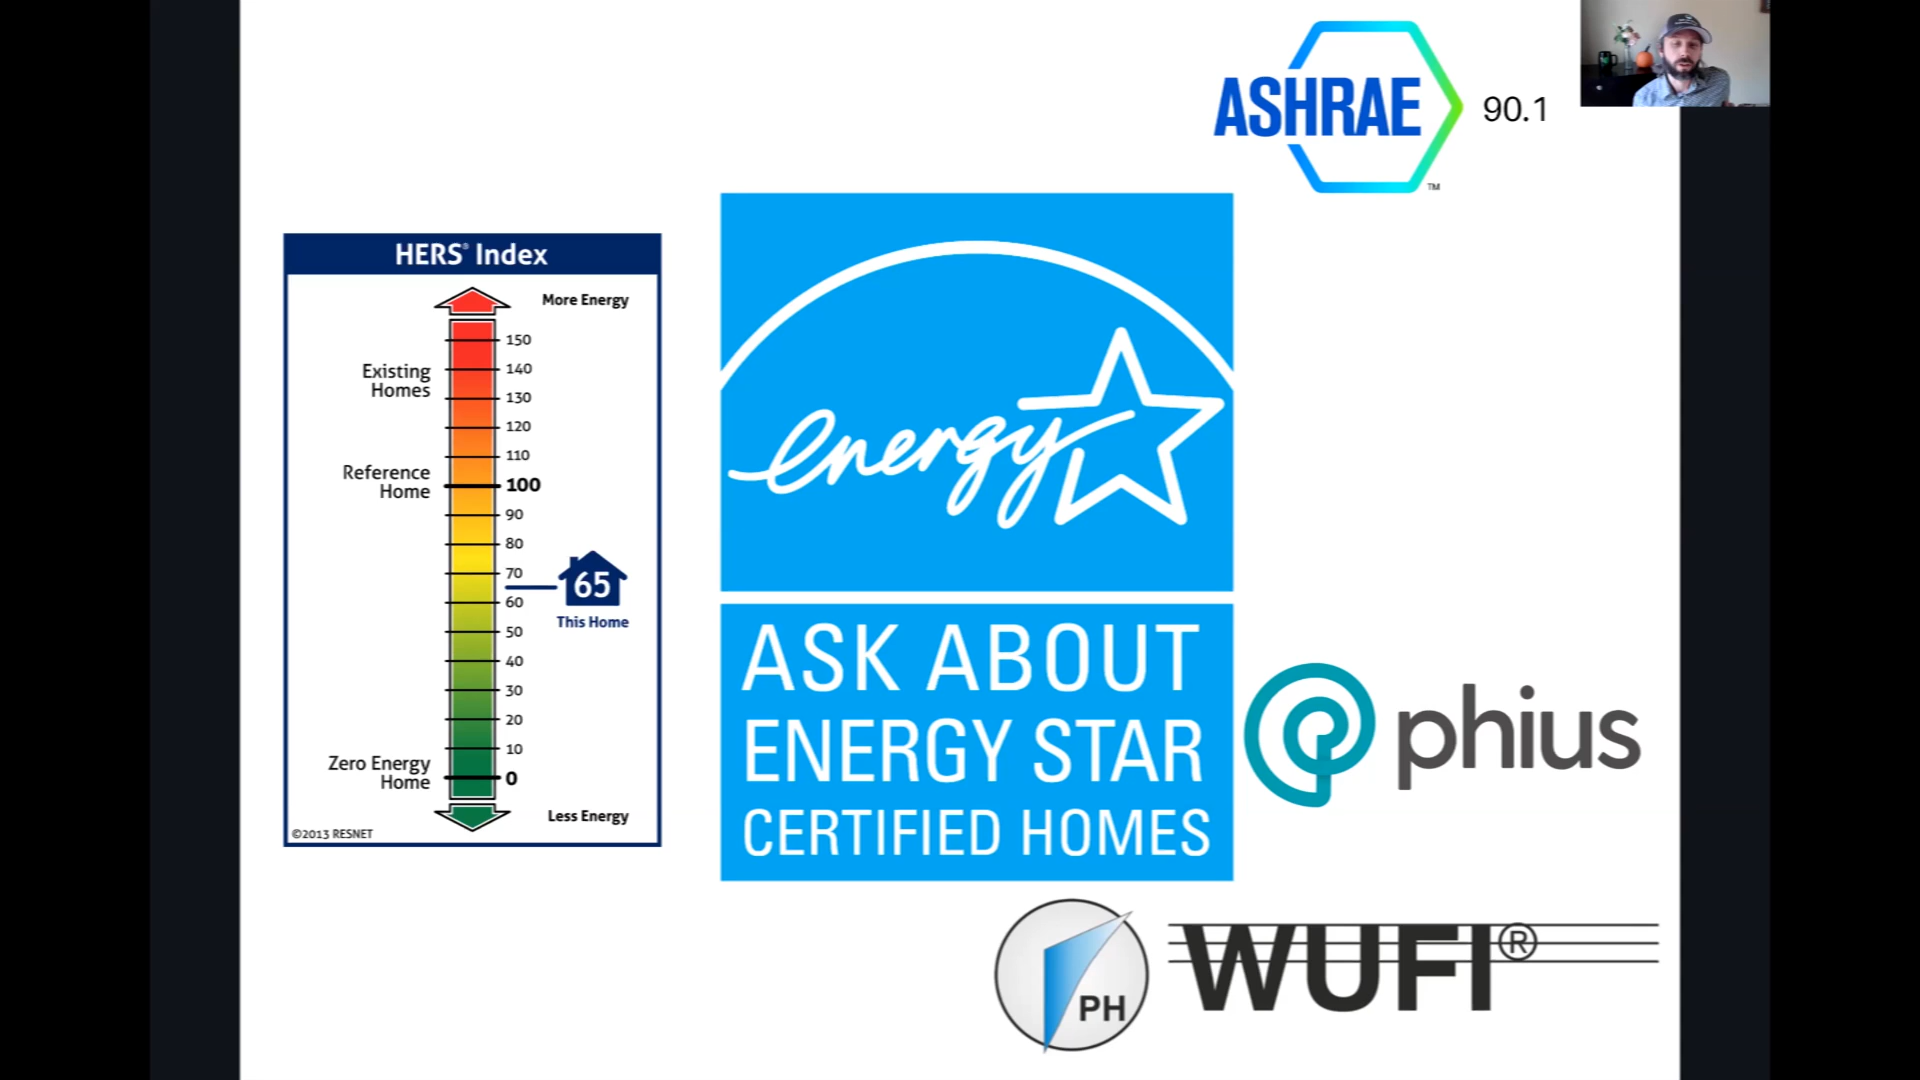 ASHRAE
TM
90.1
HERS® Index
More Energy
150
140
Existing
Homes
130
120
110
Reference
Home
100
90
80
70
65
This Home
60
50
40
30
20
10
Zero Energy
Home
0
Less Energy
©2013 RESNET
energy
ASK ABOUT
ENERGY STAR
CERTIFIED HOMES
phius
PH
WUFI®